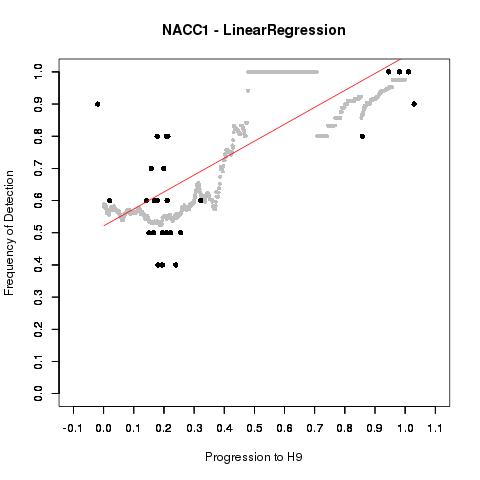 NACC1 - LinearRegression
Frequency of Detection
1.0
0.9
0.8
0.7
0.6
0.5
0.4
0.3
0.2
0.1
0.0
-0.1 0.0 0.1 0.2 0.3 0.4 0.5 0.6 0.7 0.8 0.9 1.0 1.1
Progression to H9